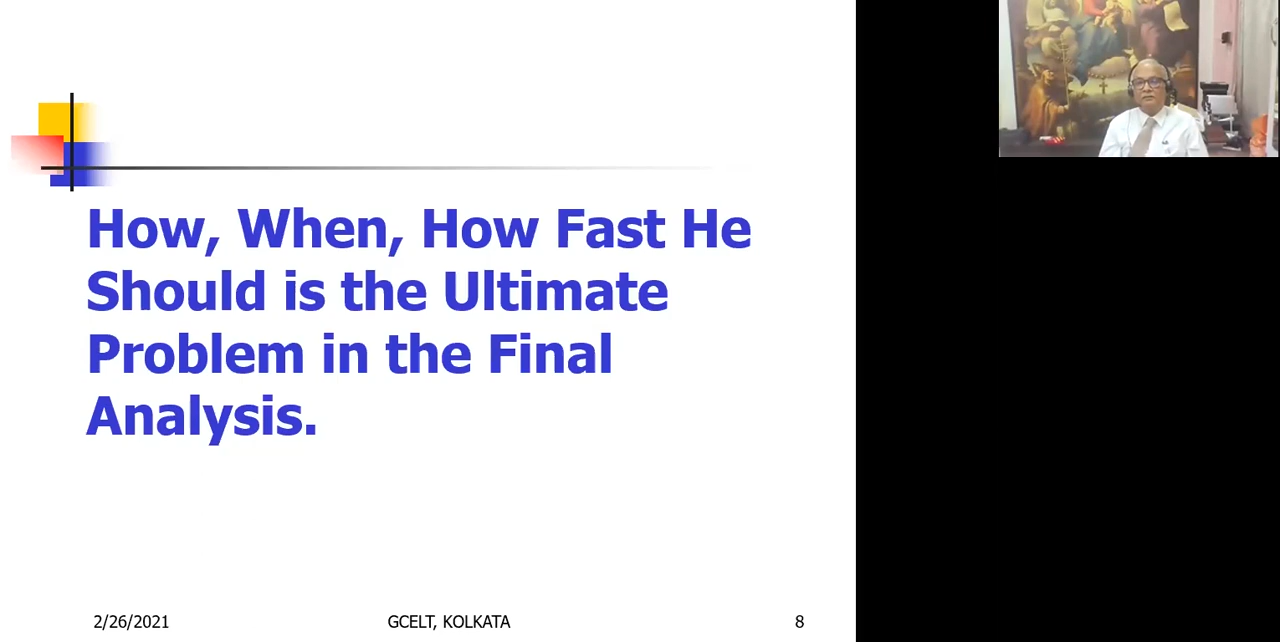 How, When, How Fast He
Should is the Ultimate
Problem in the Final
Analysis.
2/26/2021
GCELT, KOLKATA
8